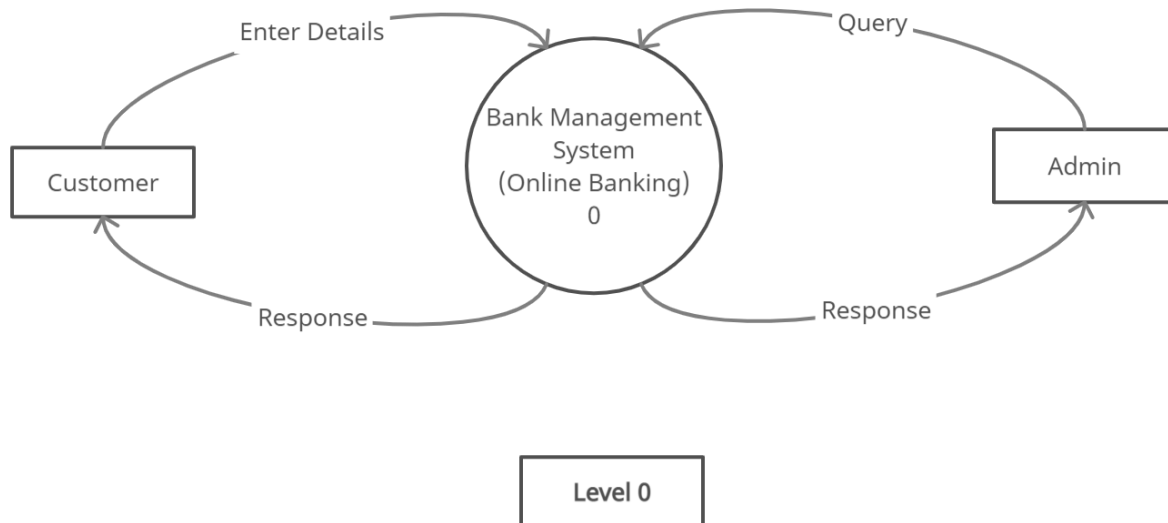 Enter Details
Query
Bank Management
System
(Online Banking)
0
Customer
Admin
Response
Response
Level 0